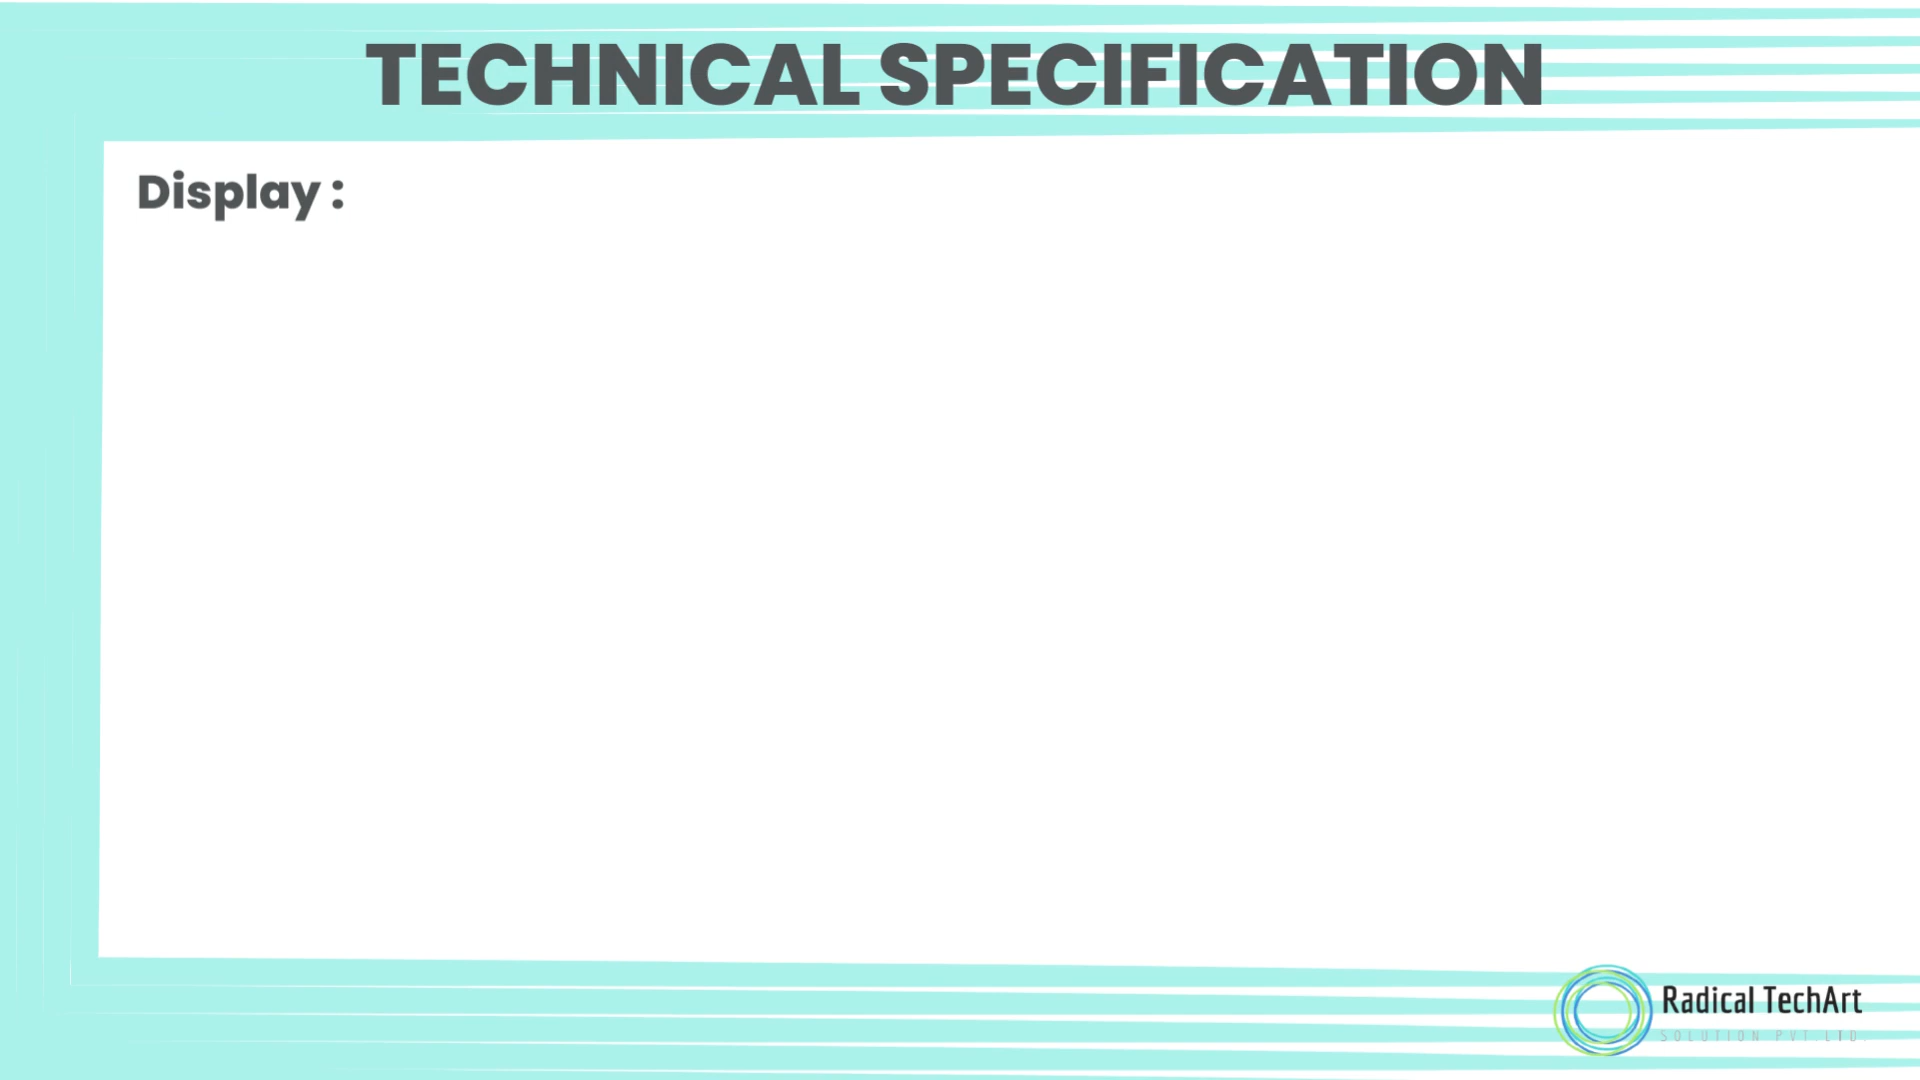 TECHNICAL SPECIFICATION
Display :
Radical TechArt
SOLUTION PVT.LTD.